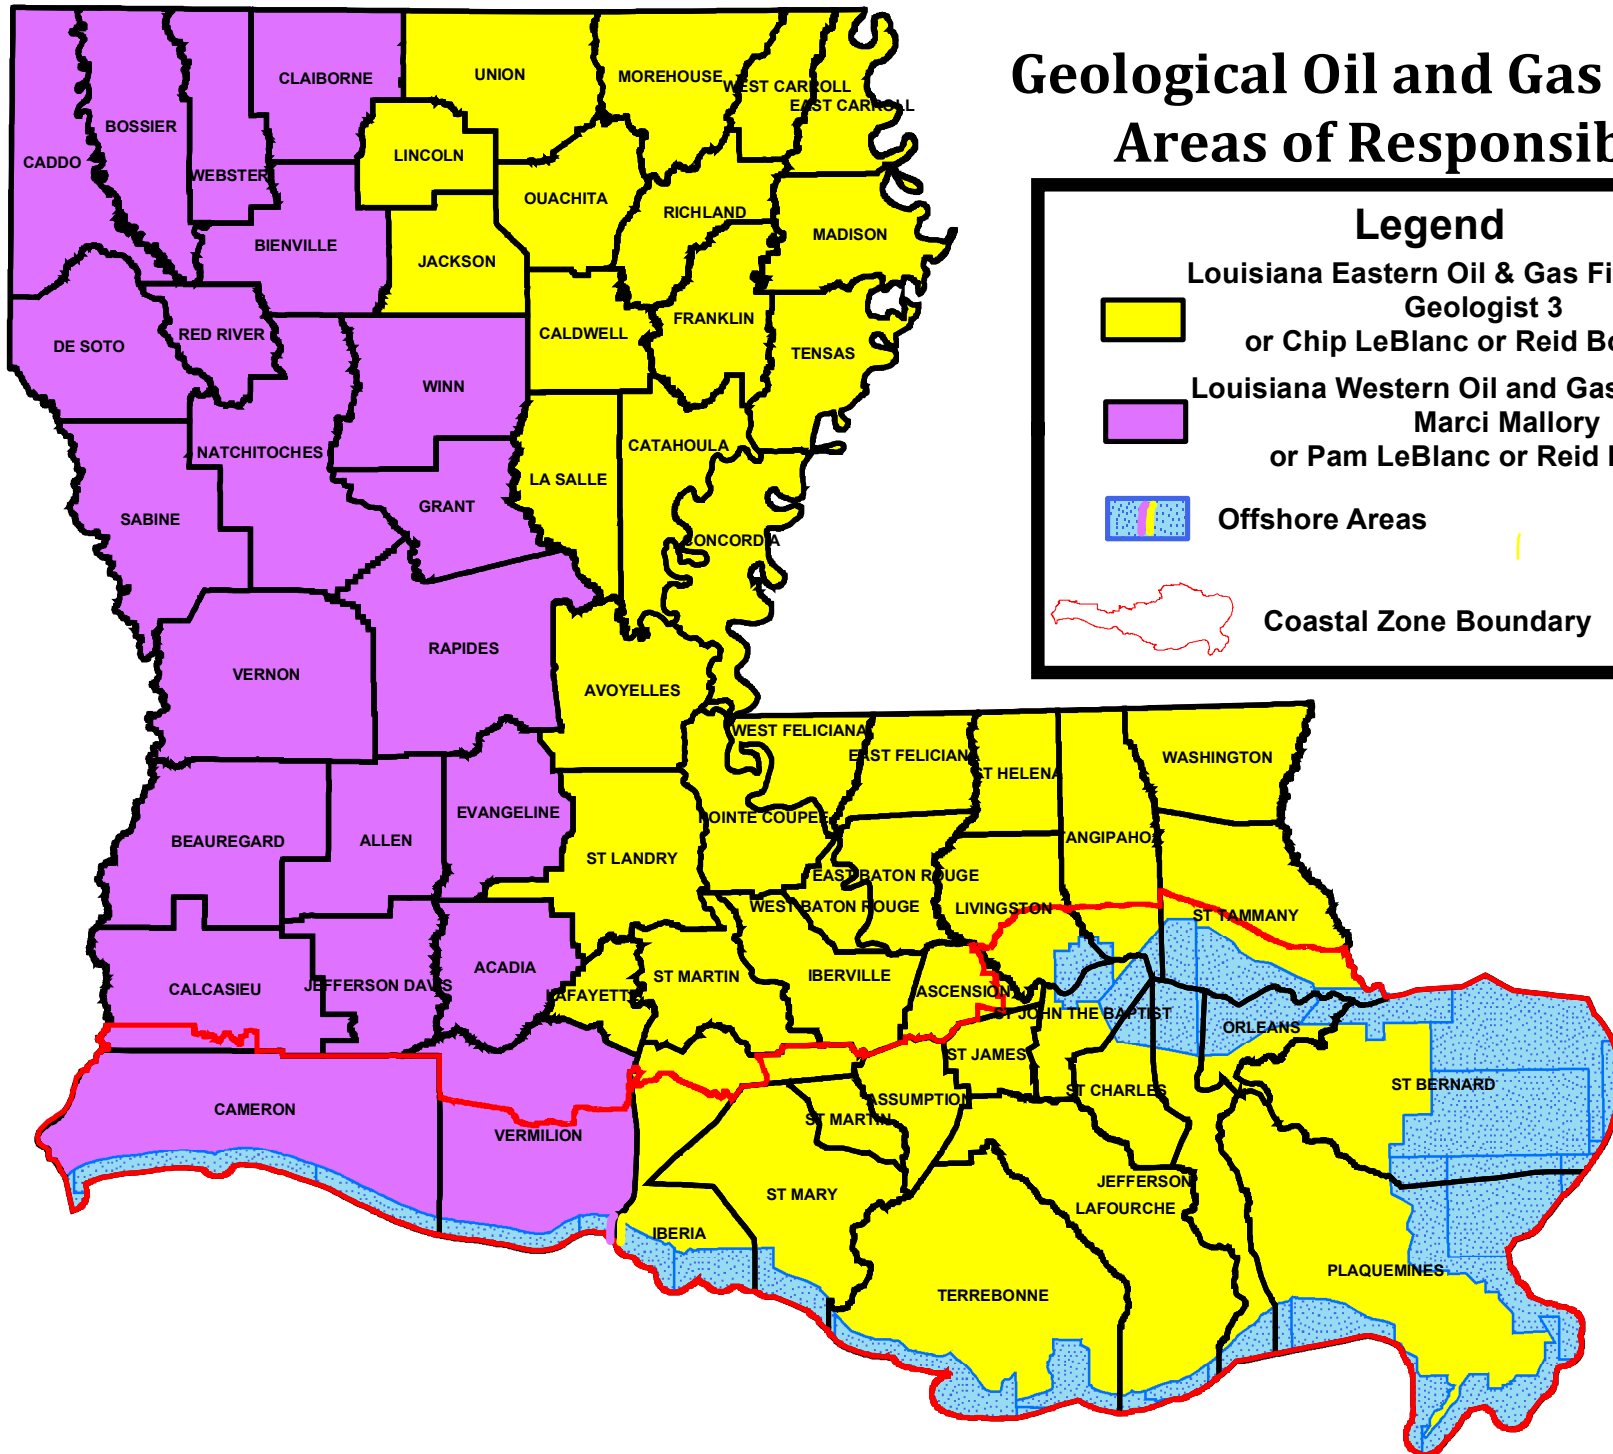 Geological Oil and Gas
Areas of Responsib
Legend
Louisiana Eastern Oil & Gas Fi
Geologist 3
or Chip LeBlanc or Reid Bo
Louisiana Western Oil and Gas
Marci Mallory
or Pam LeBlanc or Reid
Offshore Areas
Coastal Zone Boundary
CLAIBORNE
UNION
MOREHOUSE
WEST CARROLL
EAST CARROLL
BOSSIER
CADDO
WEBSTER
LINCOLN
OUACHITA
RICHLAND
MADISON
BIENVILLE
JACKSON
DE SOTO
RED RIVER
CALDWELL
FRANKLIN
TENSAS
WINN
NATCHITOCHES
CATAHOULA
LA SALLE
GRANT
SABINE
CONCORDIA
RAPIDES
VERNON
AVOYELLES
WEST FELICIANA
EAST FELICIANA
ST HELENA
WASHINGTON
EVANGELINE
POINTE COUPEE
BEAUREGARD
ALLEN
TANGIPAHOA
ST LANDRY
EAST BATON ROUGE
WEST BATON ROUGE
LIVINGSTON
ST TAMMANY
ACADIA
ST MARTIN
IBERVILLE
CALCASIEU
JEFFERSON DAVIS
LAFAYETTE
ASCENSION
ST JOHN THE BAPTIST
ORLEANS
ST JAMES
ST BERNARD
ST CHARLES
ASSUMPTION
CAMERON
ST MARTIN
VERMILION
JEFFERSON
ST MARY
LAFOURCHE
IBERIA
PLAQUEMINES
TERREBONNE